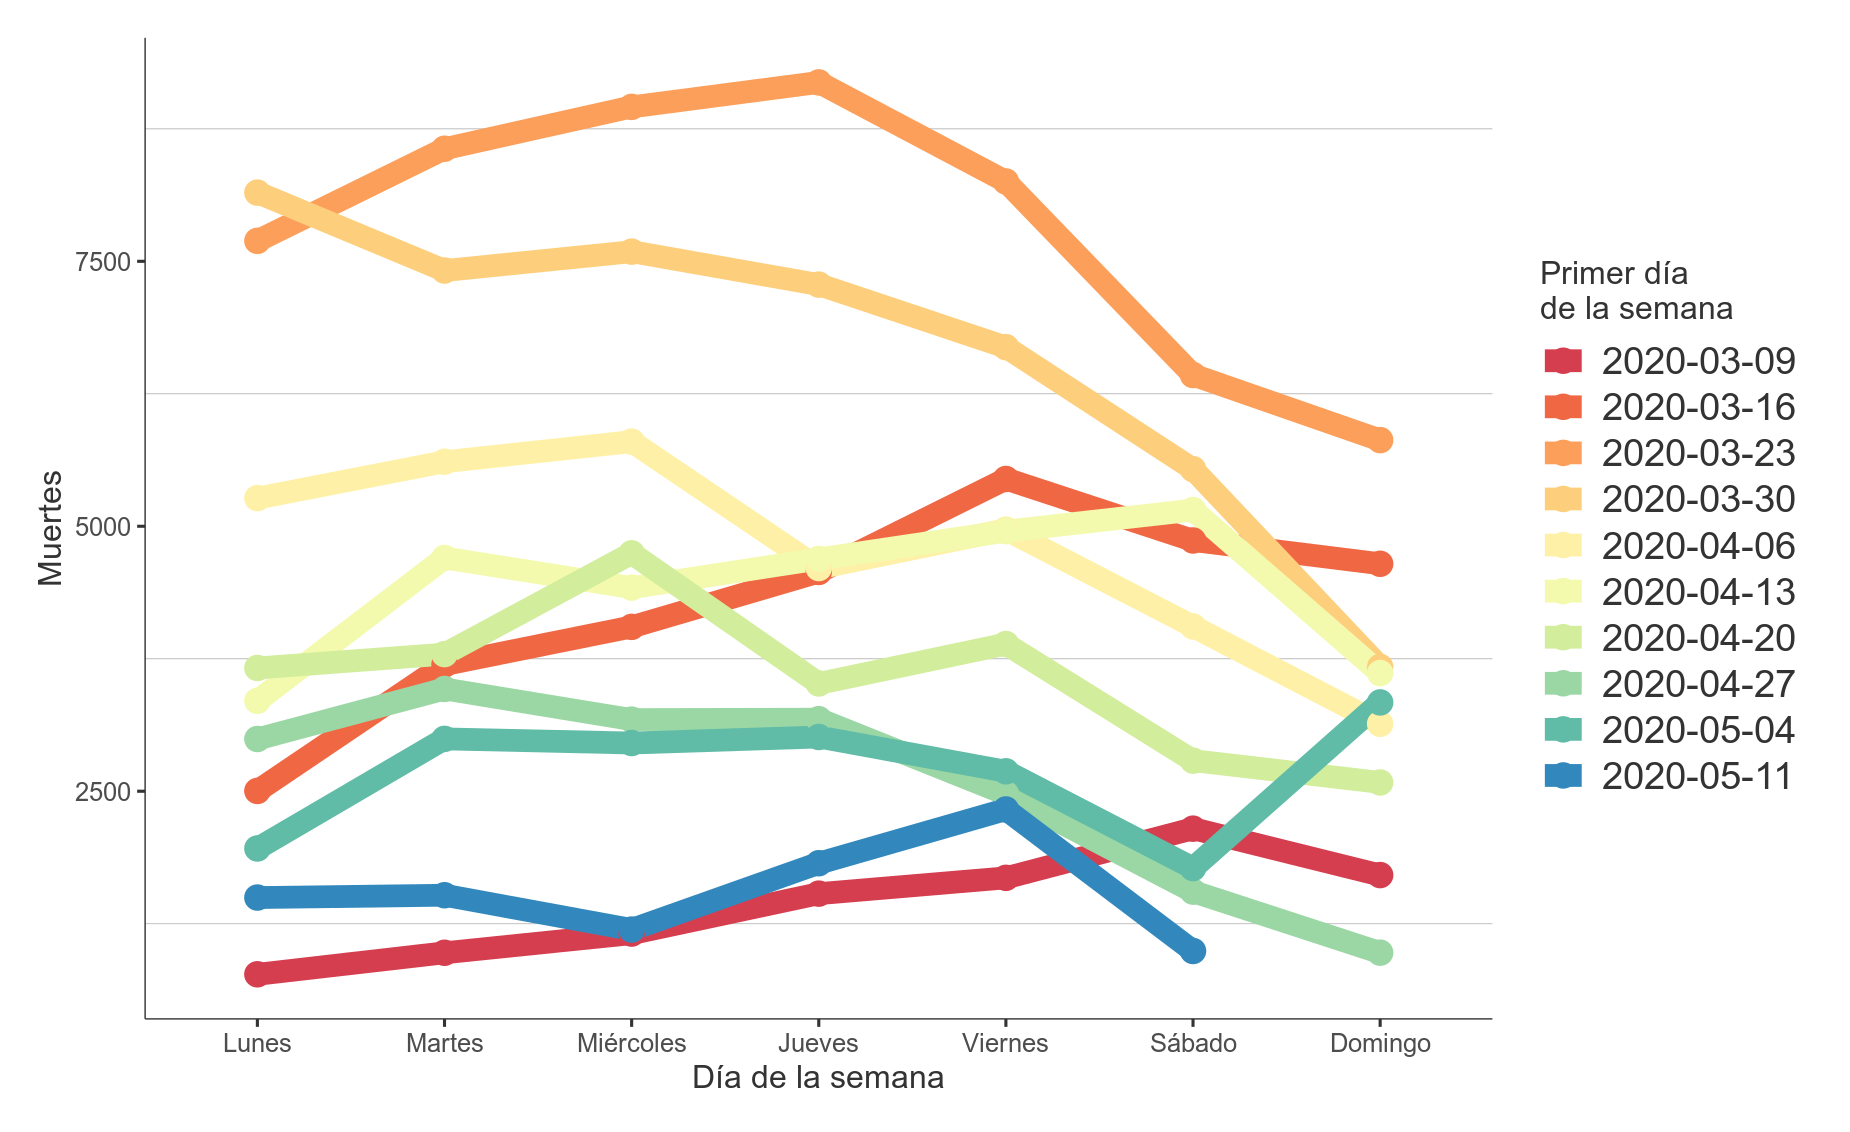 7500
5000
2500
Muertes
Lunes Martes Miércoles Jueves Viernes Sábado Domingo
Día de la semana
Primer día
de la semana
2020-03-09
2020-03-16
2020-03-23
2020-03-30
2020-04-06
2020-04-13
2020-04-20
2020-04-27
2020-05-04
2020-05-11